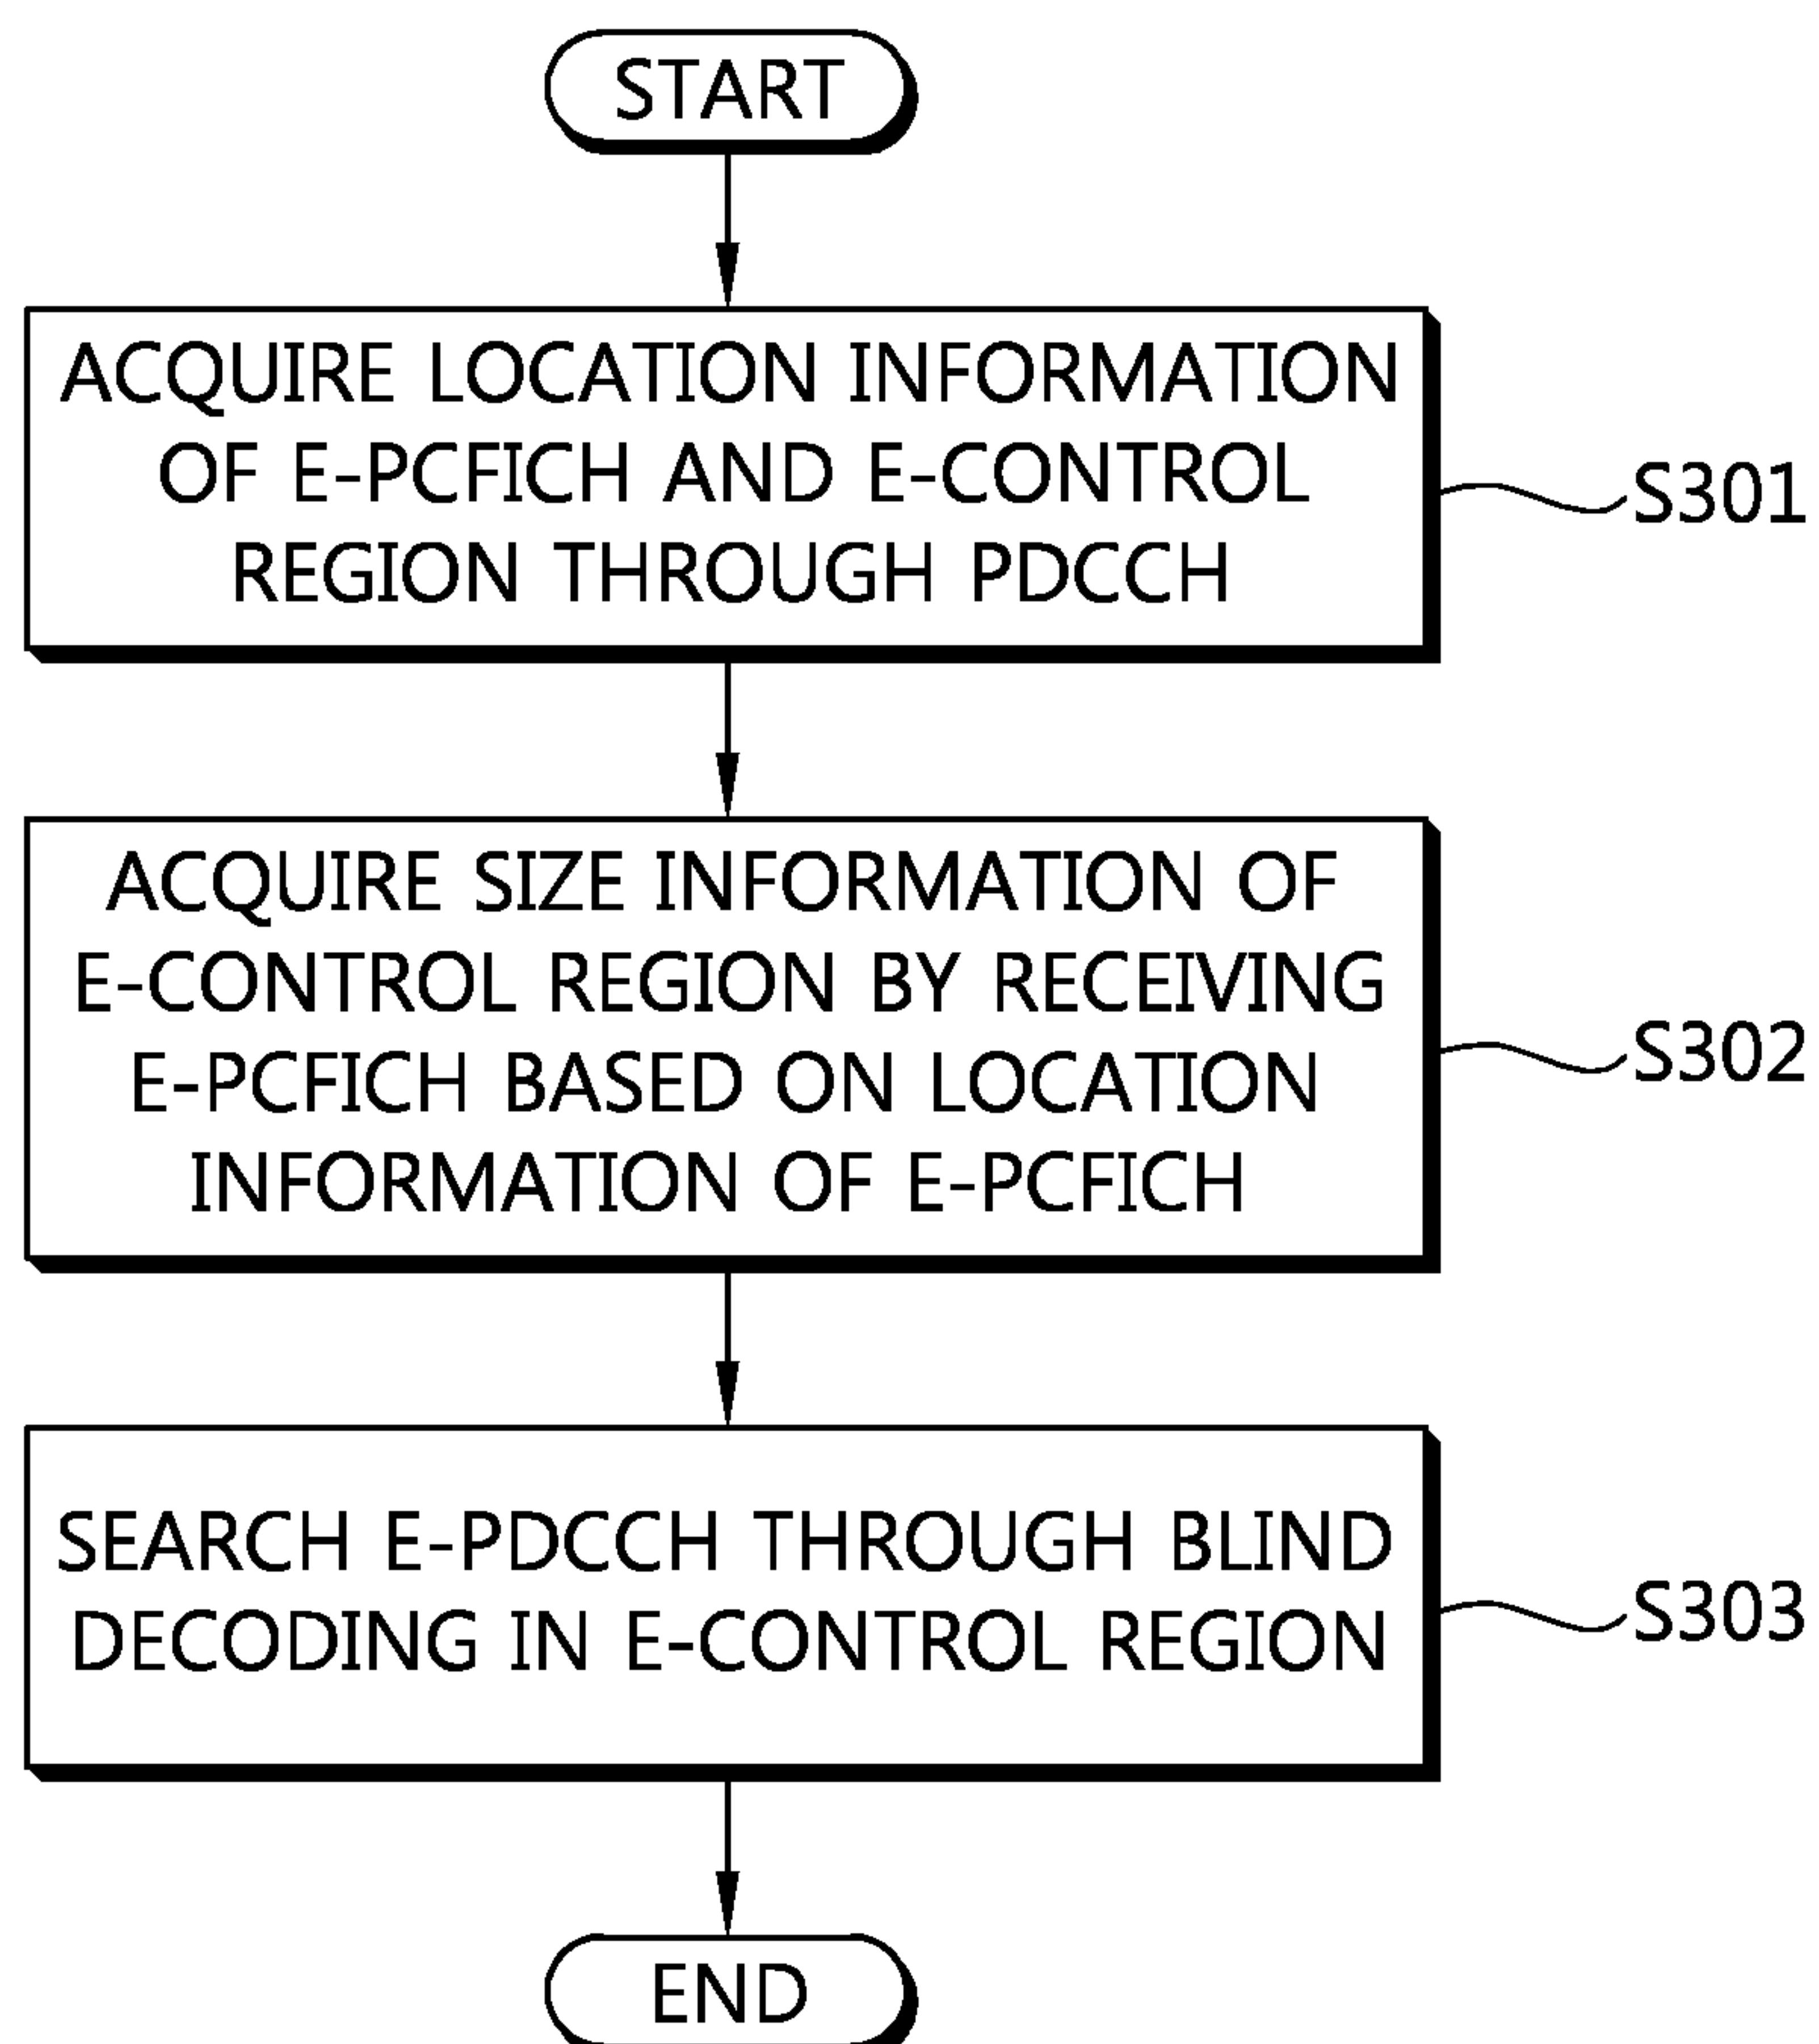 START
ACQUIRE LOCATION INFORMATION
OF E-PCFICH AND E-CONTROL
REGION THROUGH PDCCH
S301
ACQUIRE SIZE INFORMATION OF
E-CONTROL REGION BY RECEIVING
E-PCFICH BASED ON LOCATION
INFORMATION OF E-PCFICH
S302
SEARCH E-PDCCH THROUGH BLIND
DECODING IN E-CONTROL REGION
S303
END